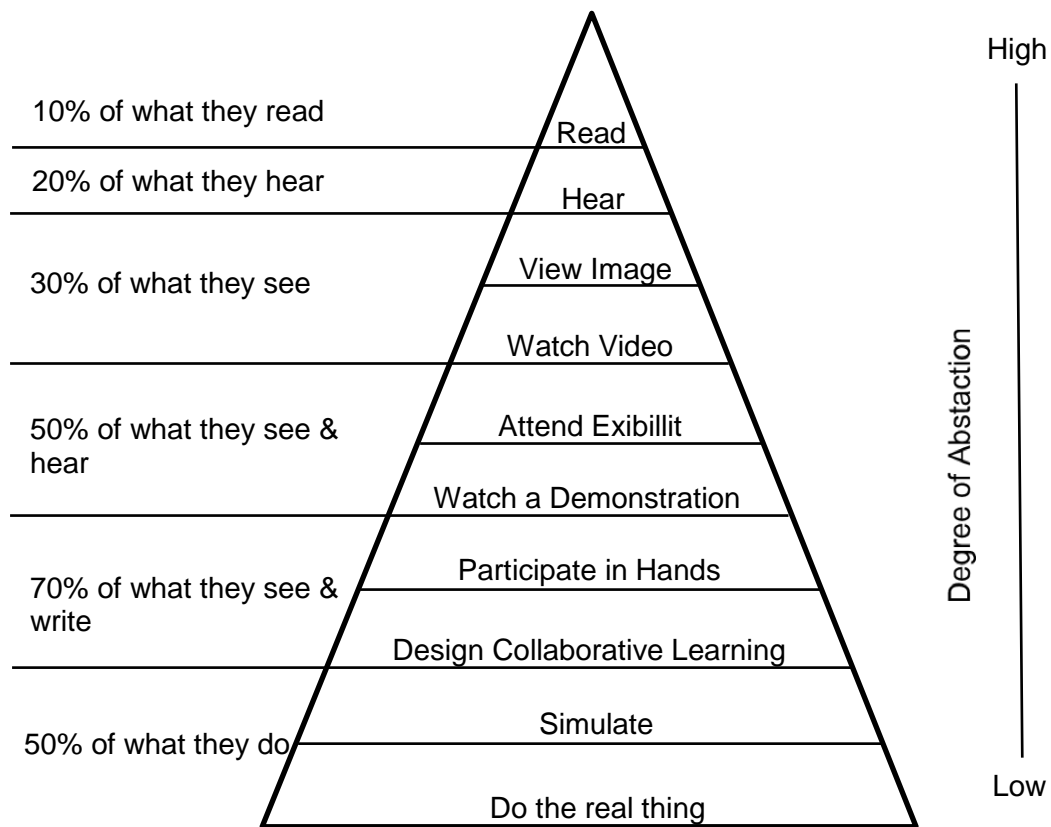 High
10% of what they read
Read
20% of what they hear
Hear
30% of what they see
View Image
Watch Video
50% of what they see &
hear
Attend Exibillit
Watch a Demonstration
70% of what they see &
write
Participate in Hands
Design Collaborative Learning
50% of what they do
Simulate
Do the real thing
Degree of Abstaction
Low